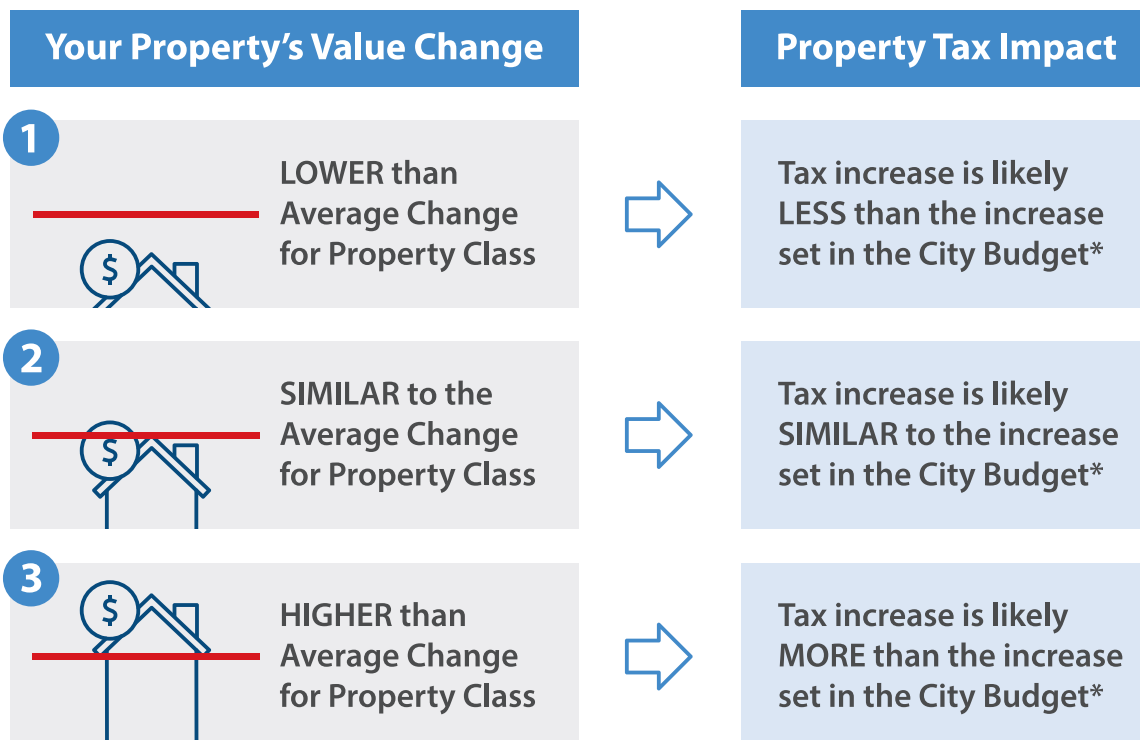 Your Property's Value Change
Property Tax Impact
1
LOWER than
Average Change
for Property Class
$
Tax increase is likely
LESS than the increase
set in the City Budget*
2
SIMILAR to the
Average Change
for Property Class
$
Tax increase is likely
SIMILAR to the increase
set in the City Budget*
3
HIGHER than
Average Change
for Property Class
$
Tax increase is likely
MORE than the increase
set in the City Budget*